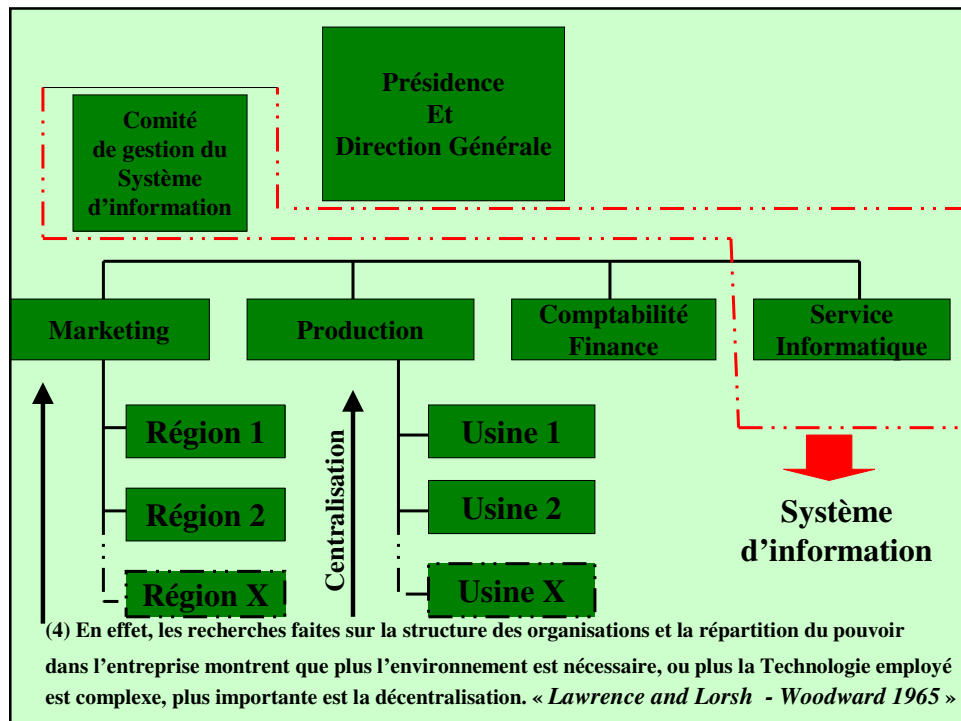 Présidence
Et
Direction Générale
Comité
de gestion du
Système
d’information
Marketing
Production
Comptabilité
Finance
Service
Informatique
Région 1
Région 2
Région X
Centralisation
Usine 1
Usine 2
Usine X
Système
d’information
(4) En effet, les recherches faites sur la structure des organisations et la répartition du pouvoir
dans l’entreprise montrent que plus l’environnement est nécessaire, ou plus la Technologie employé
est complexe, plus importante est la décentralisation. « Lawrence and Lorsh - Woodward 1965 »